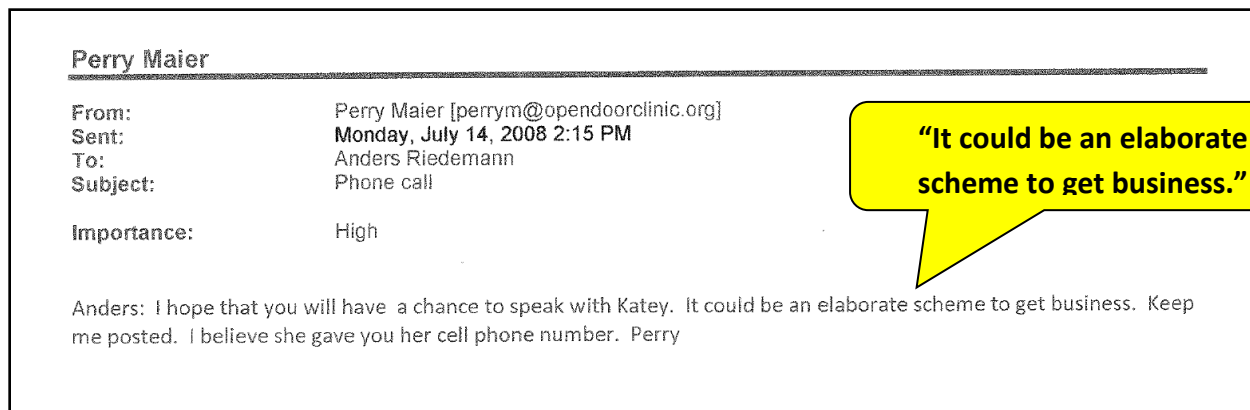 Perry Maier
From: Perry Maier [perrym@opendoorclinic.org]
Sent: Monday, July 14, 2008 2:15 PM
To: Anders Riedemann
Subject: Phone call
Importance: High
"It could be an elaborate
scheme to get business."
Anders: I hope that you will have a chance to speak with Katey. It could be an elaborate scheme to get business. Keep
me posted. I believe she gave you her cell phone number. Perry